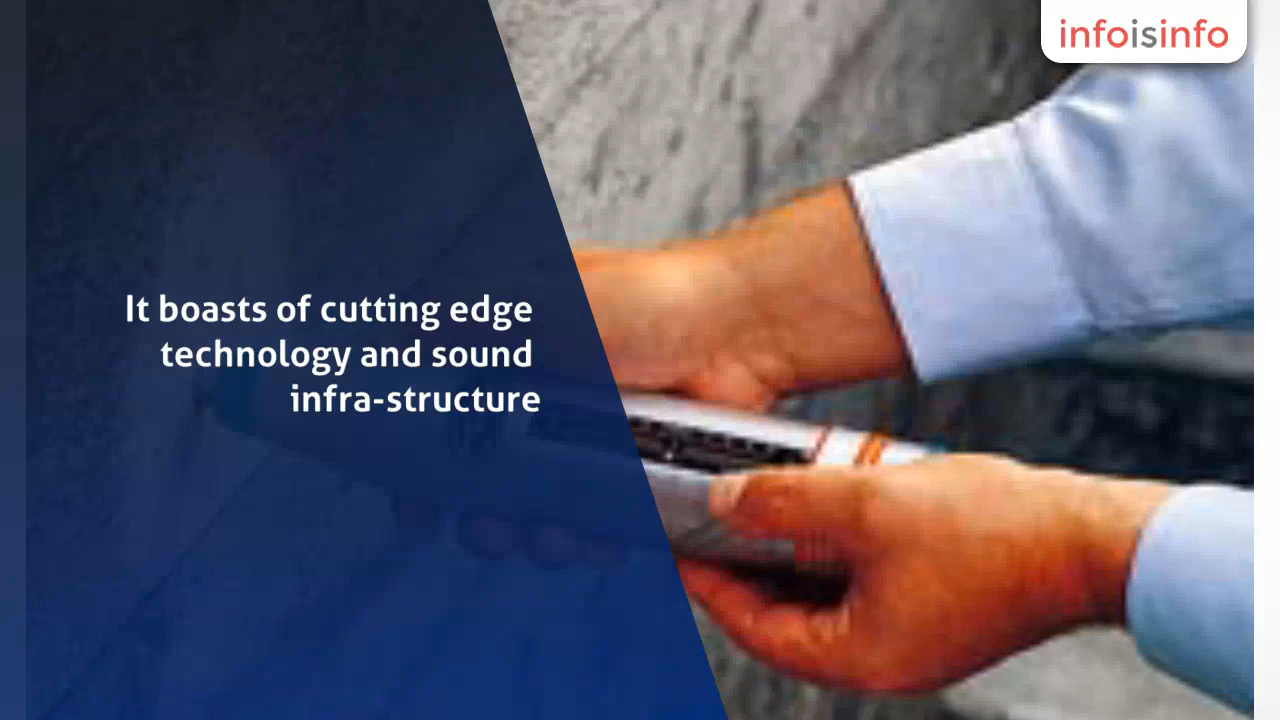 infoisinfo
It boasts of cutting edge
technology and sound
infra-structure